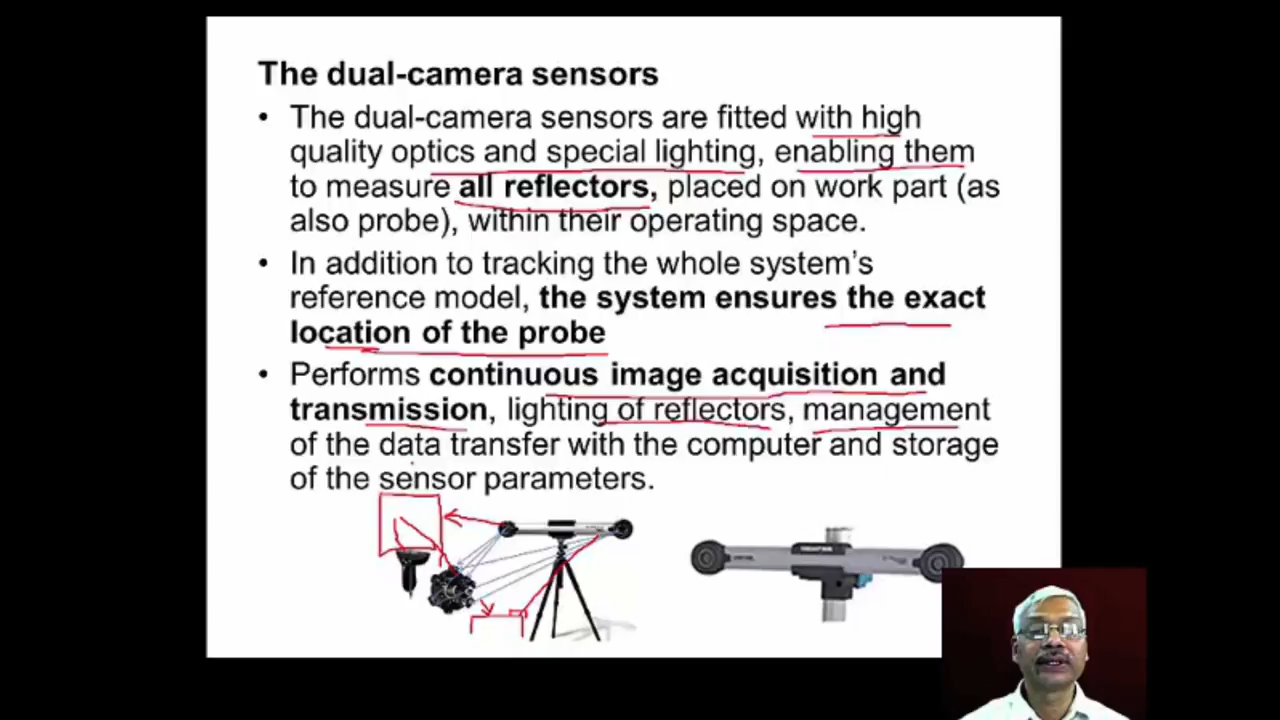 The dual-camera sensors
• The dual-camera sensors are fitted with high
quality optics and special lighting, enabling them
to measure all reflectors, placed on work part (as
also probe), within their operating space.
• In addition to tracking the whole system's
reference model, the system ensures the exact
location of the probe
• Performs continuous image acquisition and
transmission, lighting of reflectors, management
of the data transfer with the computer and storage
of the sensor parameters.